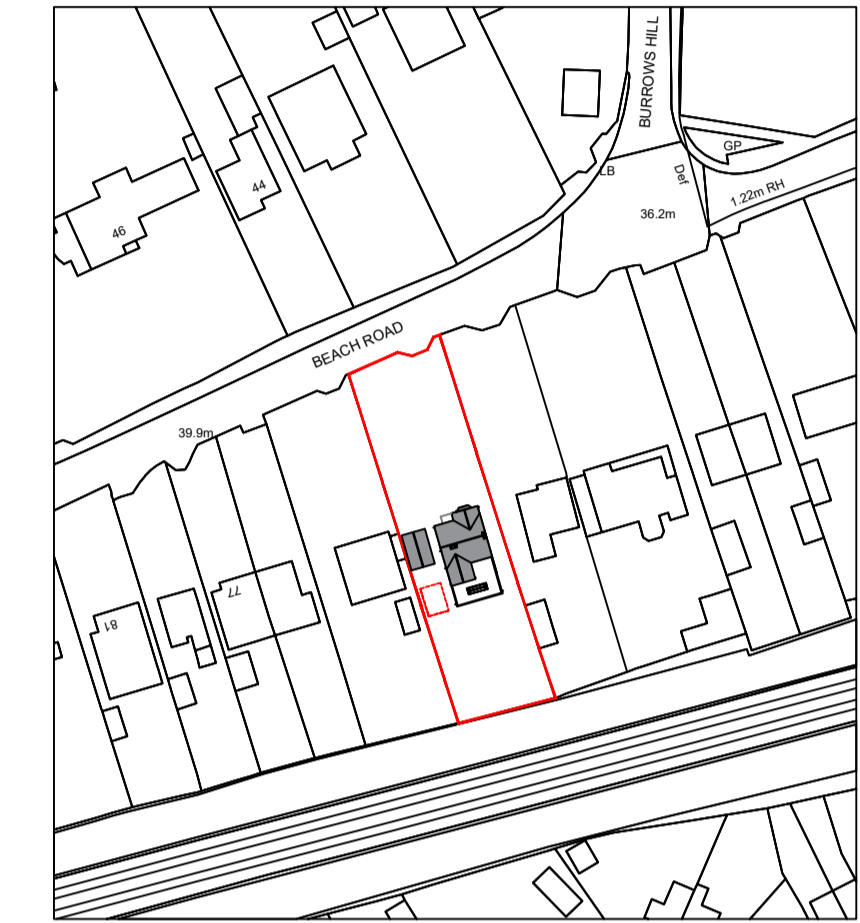 BURROWS HILL
GP
LB
Def
1.22m RH
44
36.2m
46
BEACH ROAD
39.9m
77
81